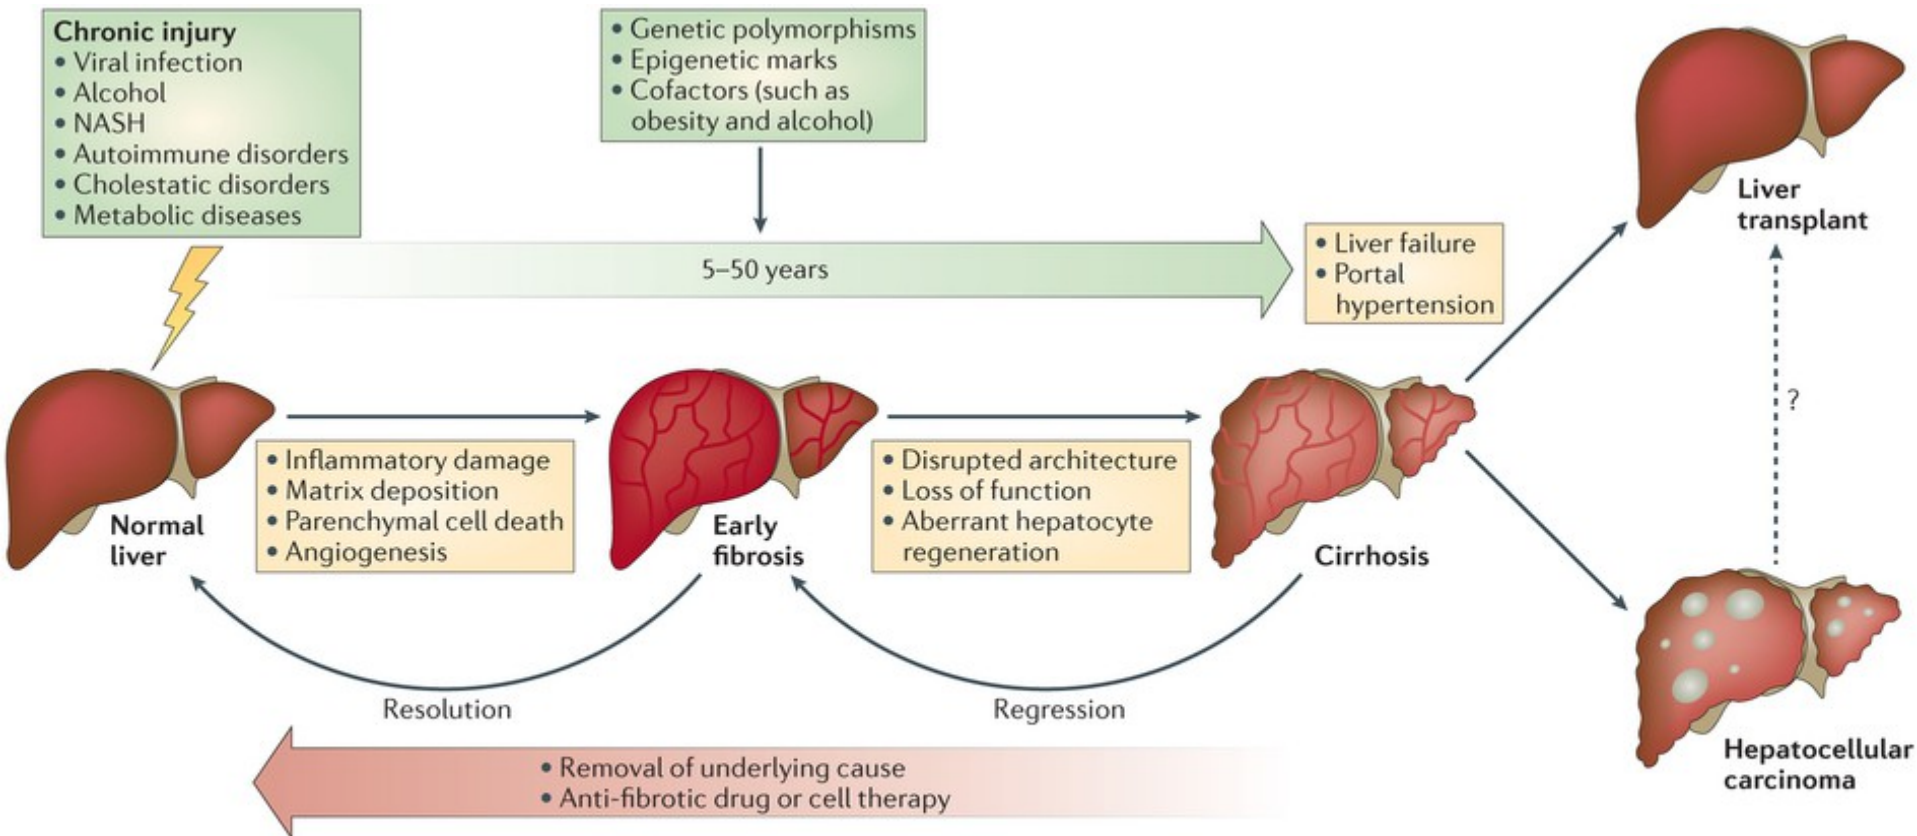 Chronic injury
• Viral infection
• Alcohol
• NASH
• Autoimmune disorders
• Cholestatic disorders
• Metabolic diseases
• Genetic polymorphisms
• Epigenetic marks
• Cofactors (such as
obesity and alcohol)
5–50 years
• Liver failure
• Portal
hypertension
Liver
transplant
?
Normal
liver
• Inflammatory damage
• Matrix deposition
• Parenchymal cell death
• Angiogenesis
Early
fibrosis
• Disrupted architecture
• Loss of function
• Aberrant hepatocyte
regeneration
Cirrhosis
Resolution
Regression
Hepatocellular
carcinoma
• Removal of underlying cause
• Anti-fibrotic drug or cell therapy